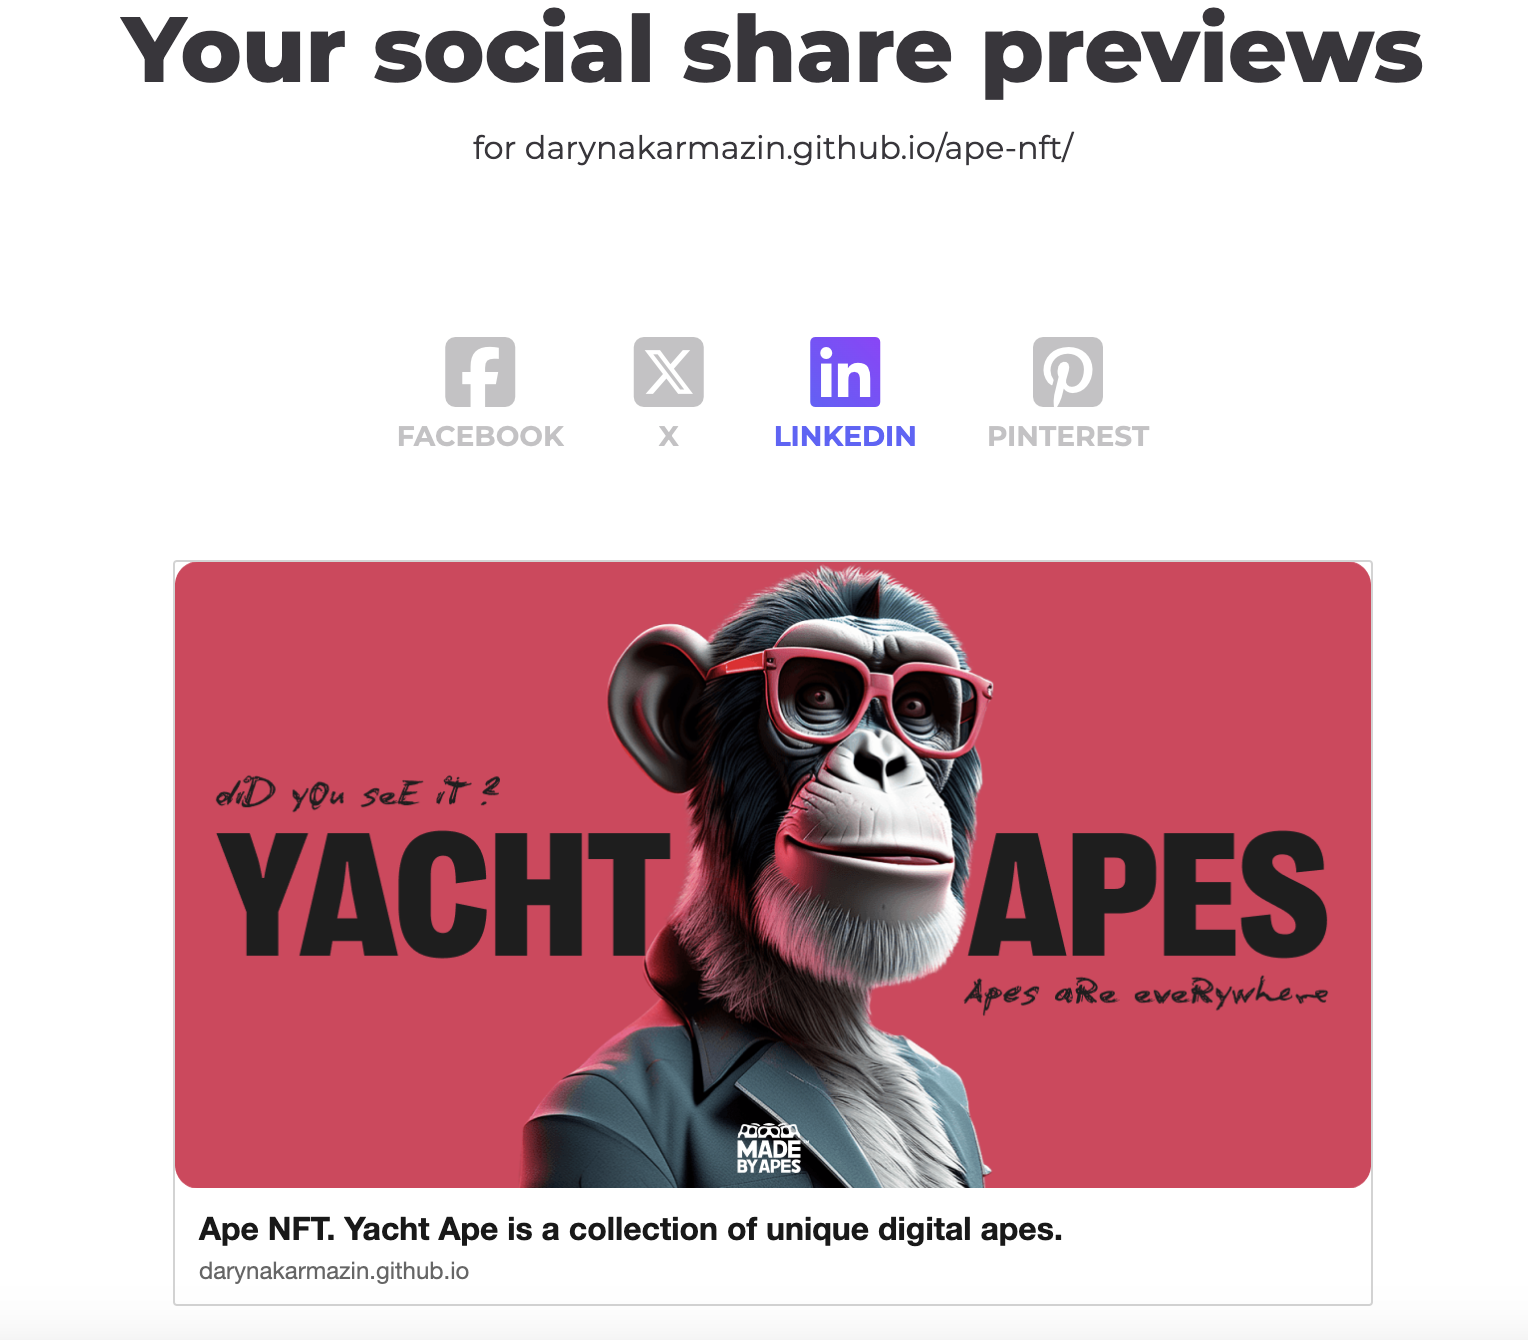 Your social share previews
for darynakarmazin.github.io/ape-nft/
FACEBOOK
X
LINKEDIN
PINTEREST
diD yOu seE iT ?
YACHT APES
Apes aRe eveRywhere
MADE
BY APES
Ape NFT. Yacht Ape is a collection of unique digital apes.
darynakarmazin.github.io